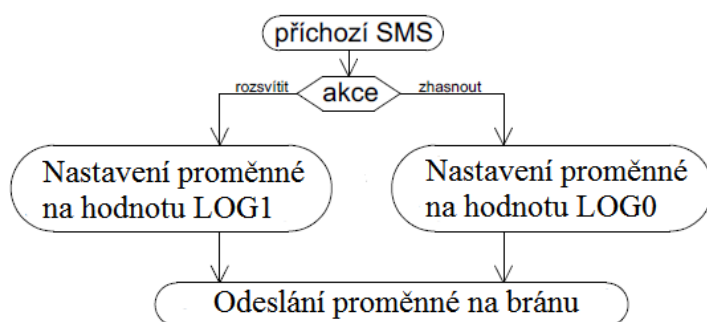 příchozí SMS
rozsvítit
akce
zhasnout
Nastavení proměnné
na hodnotu LOG1
Nastavení proměnné
na hodnotu LOG0
Odeslání proměnné na bránu